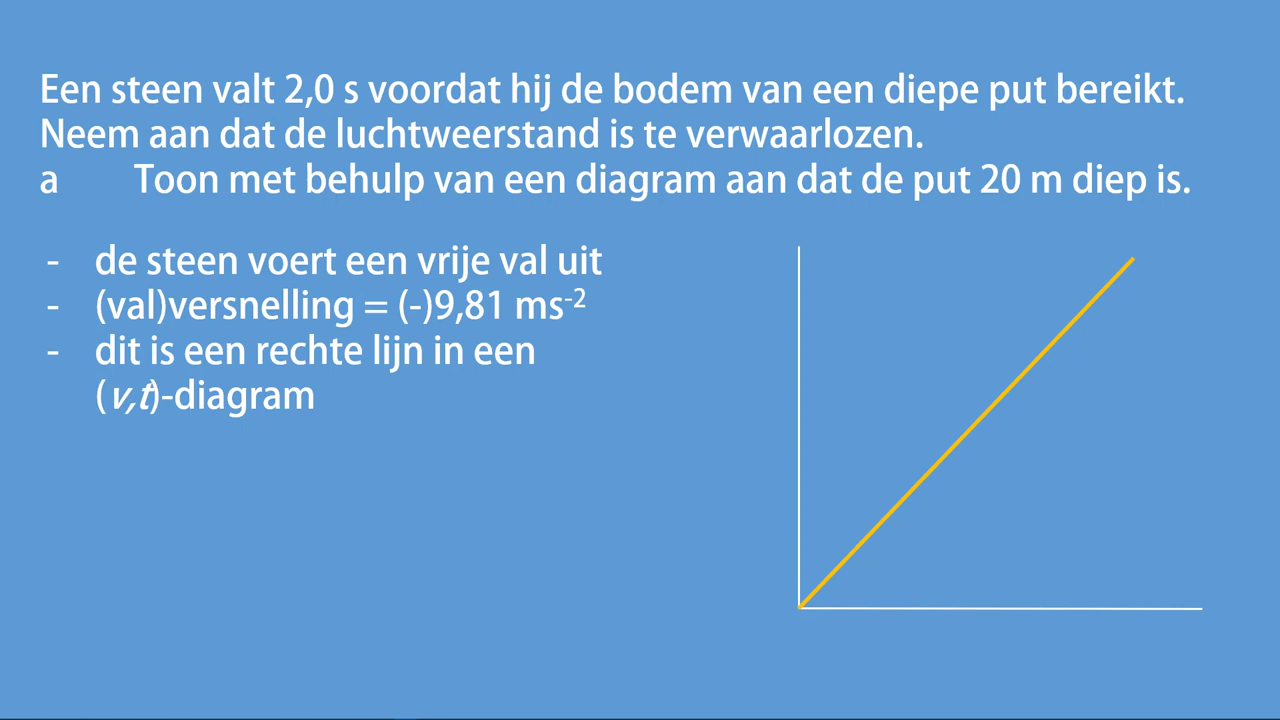 Een steen valt 2,0 s voordat hij de bodem van een diepe put bereikt.
Neem aan dat de luchtweerstand is te verwaarlozen.
a Toon met behulp van een diagram aan dat de put 20 m diep is.
- de steen voert een vrije val uit
- (val)versnelling = (-)9,81 ms⁻²
- dit is een rechte lijn in een
(v,t)-diagram